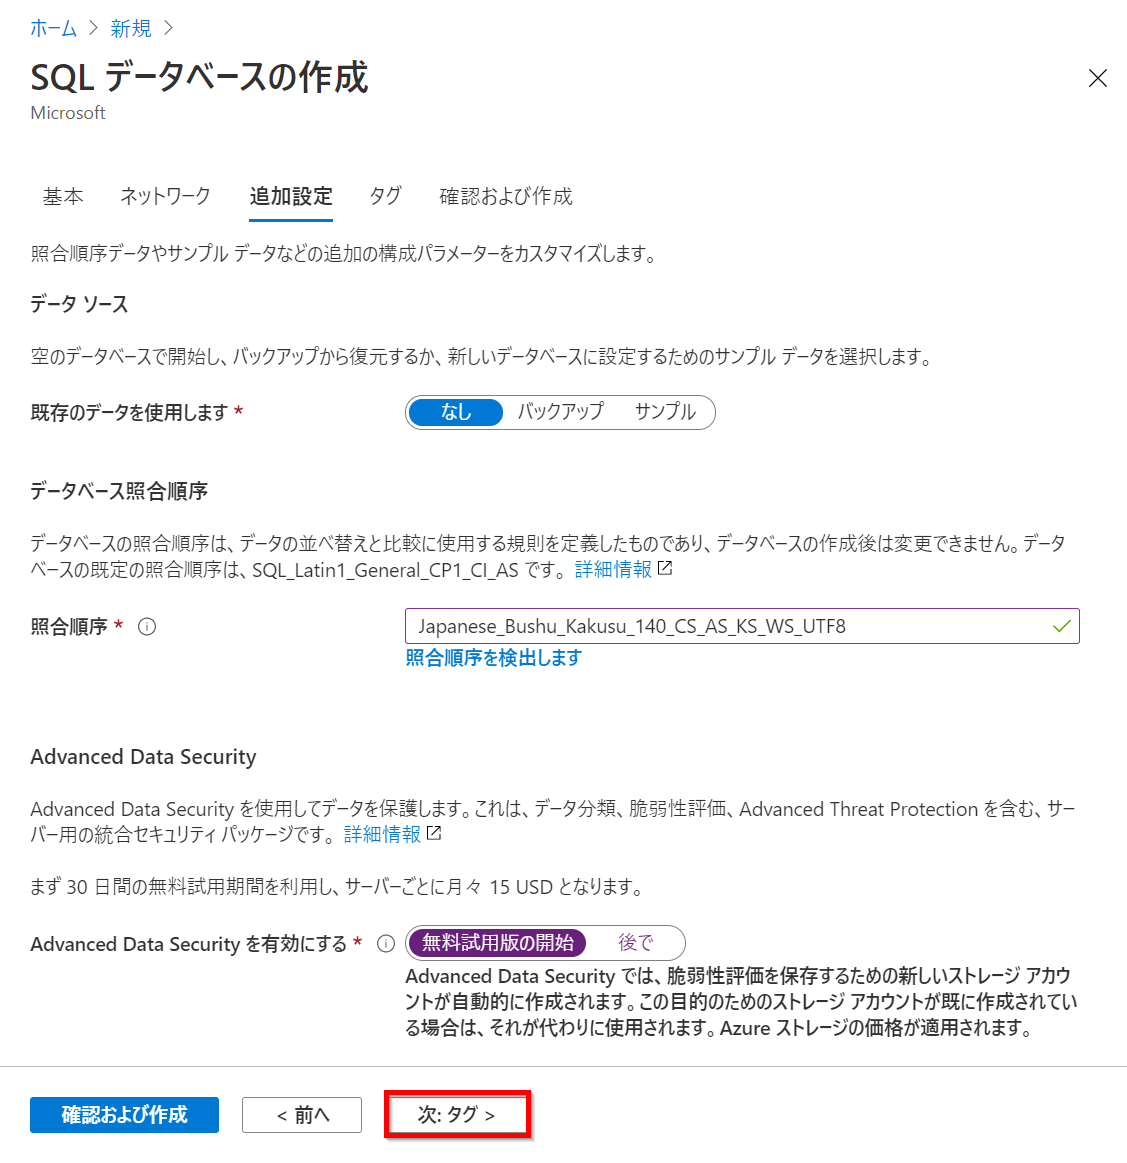 ホーム > 新規 >
SQL データベースの作成
Microsoft
基本 ネットワーク 追加設定 タグ 確認および作成
照合順序データやサンプル データなどの追加の構成パラメーターをカスタマイズします。
データ ソース
空のデータベースで開始し、バックアップから復元するか、新しいデータベースに設定するためのサンプル データを選択します。
既存のデータを使用します * なし バックアップ サンプル
データベース照合順序
データベースの照合順序は、データの並べ替えと比較に使用する規則を定義したものであり、データベースの作成後は変更できません。データ
ベースの既定の照合順序は、SQL_Latin1_General_CP1_CI_AS です。 詳細情報
照合順序 * Japanese_Bushu_Kakusu_140_CS_AS_KS_WS_UTF8
照合順序を検出します
Advanced Data Security
Advanced Data Security を使用してデータを保護します。これは、データ分類、脆弱性評価、Advanced Threat Protection を含む、サー
バー用の統合セキュリティ パッケージです。 詳細情報
まず 30 日間の無料試用期間を利用し、サーバーごとに月々 15 USD となります。
Advanced Data Security を有効にする * 無料試用版の開始 後で
Advanced Data Security では、脆弱性評価を保存するための新しいストレージ アカウ
ントが自動的に作成されます。この目的のためのストレージ アカウントが既に作成されてい
る場合は、それが代わりに使用されます。Azure ストレージの価格が適用されます。
確認および作成 < 前へ 次: タグ >